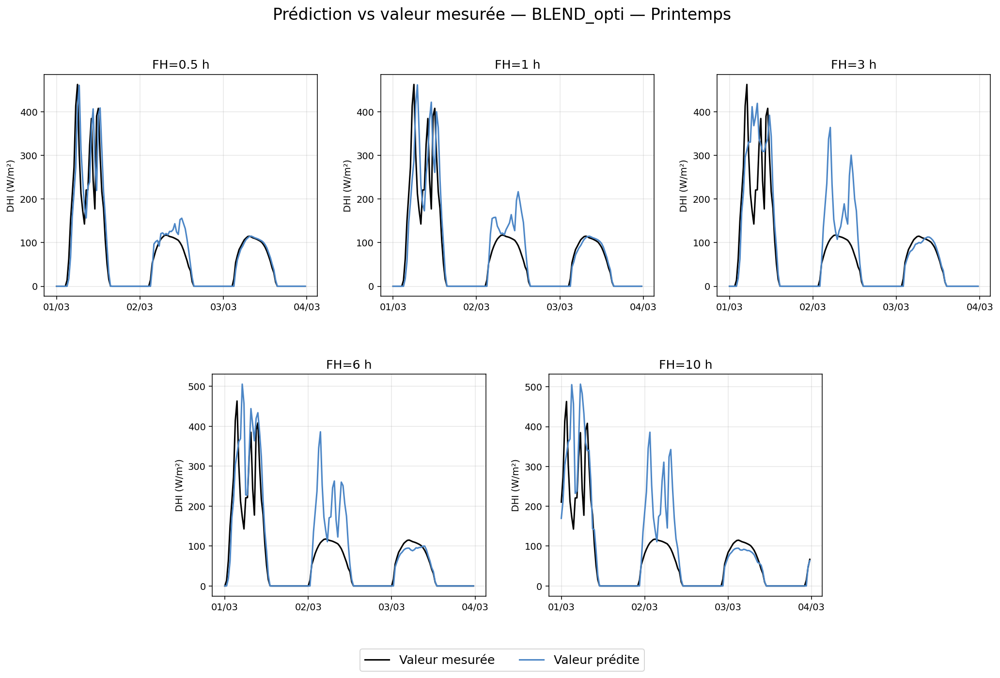 Prédiction vs valeur mesurée — BLEND_opti — Printemps
FH=0.5 h
DHI (W/m²)
400
300
200
100
0
01/03 02/03 03/03 04/03
FH=1 h
DHI (W/m²)
400
300
200
100
0
01/03 02/03 03/03 04/03
FH=3 h
DHI (W/m²)
400
300
200
100
0
01/03 02/03 03/03 04/03
FH=6 h
DHI (W/m²)
500
400
300
200
100
0
01/03 02/03 03/03 04/03
FH=10 h
DHI (W/m²)
500
400
300
200
100
0
01/03 02/03 03/03 04/03
Valeur mesurée Valeur prédite